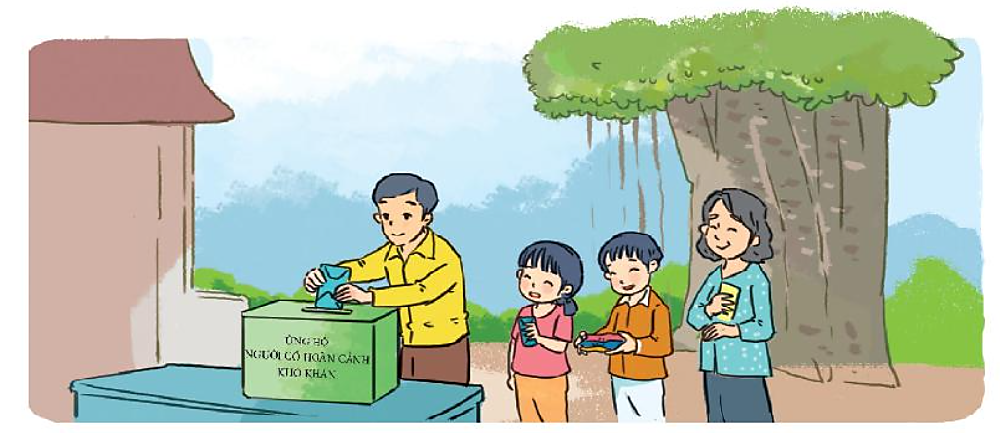 ỦNG HỘ
NGƯỜI CÓ HOÀN CẢNH
KHÓ KHĂN